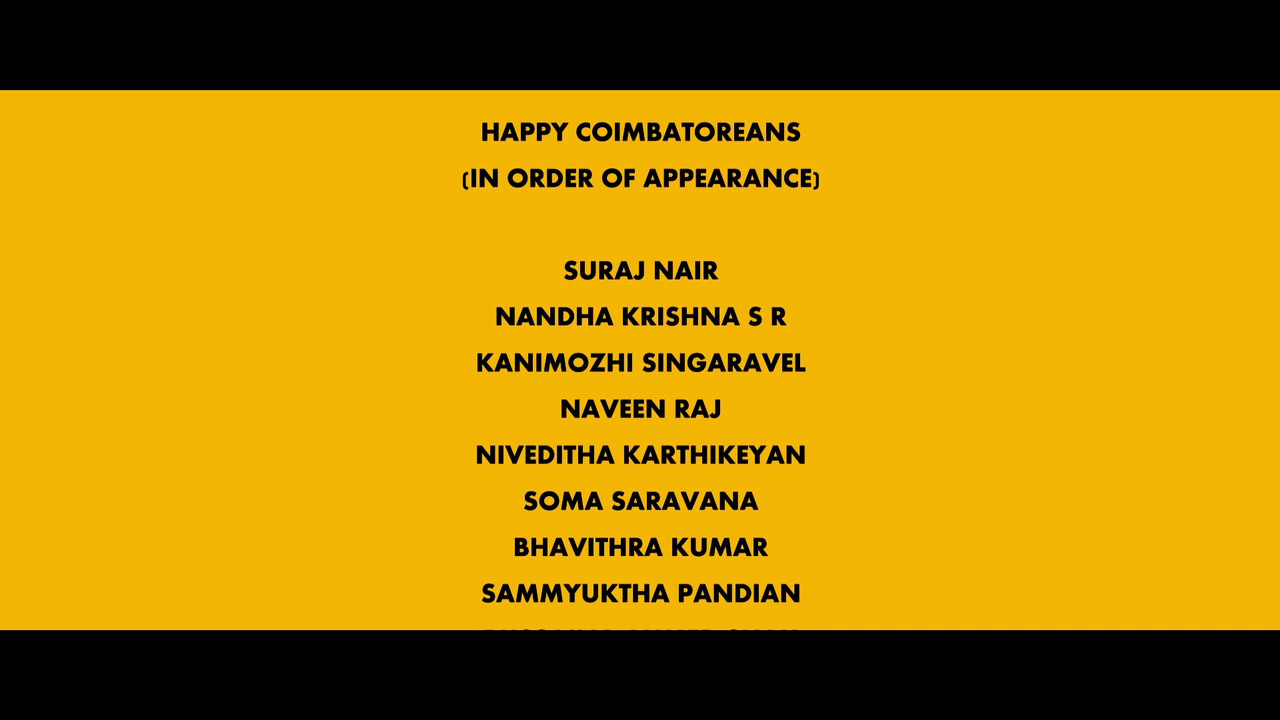 HAPPY COIMBATOREANS
(IN ORDER OF APPEARANCE)
SURAJ NAIR
NANDHA KRISHNA S R
KANIMOZHI SINGARAVEL
NAVEEN RAJ
NIVEDITHA KARTHIKEYAN
SOMA SARAVANA
BHAVITHRA KUMAR
SAMMYUKTHA PANDIAN